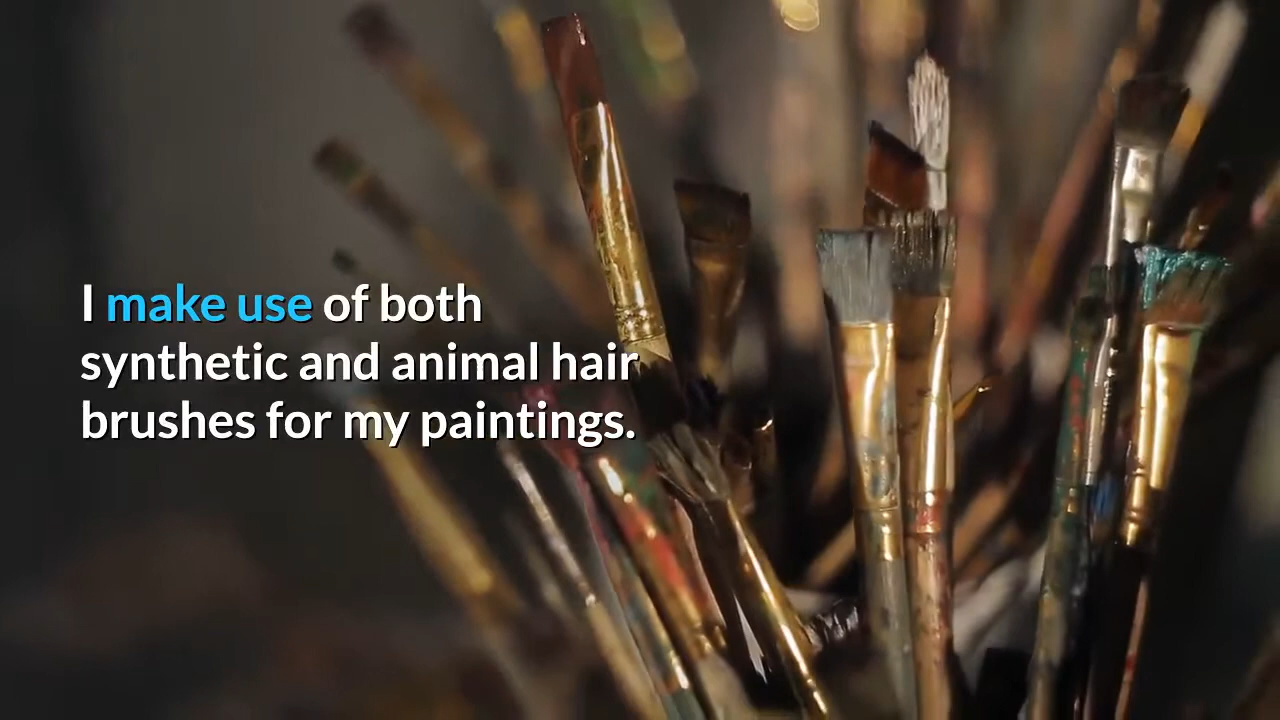 I make use of both
synthetic and animal hair
brushes for my paintings.